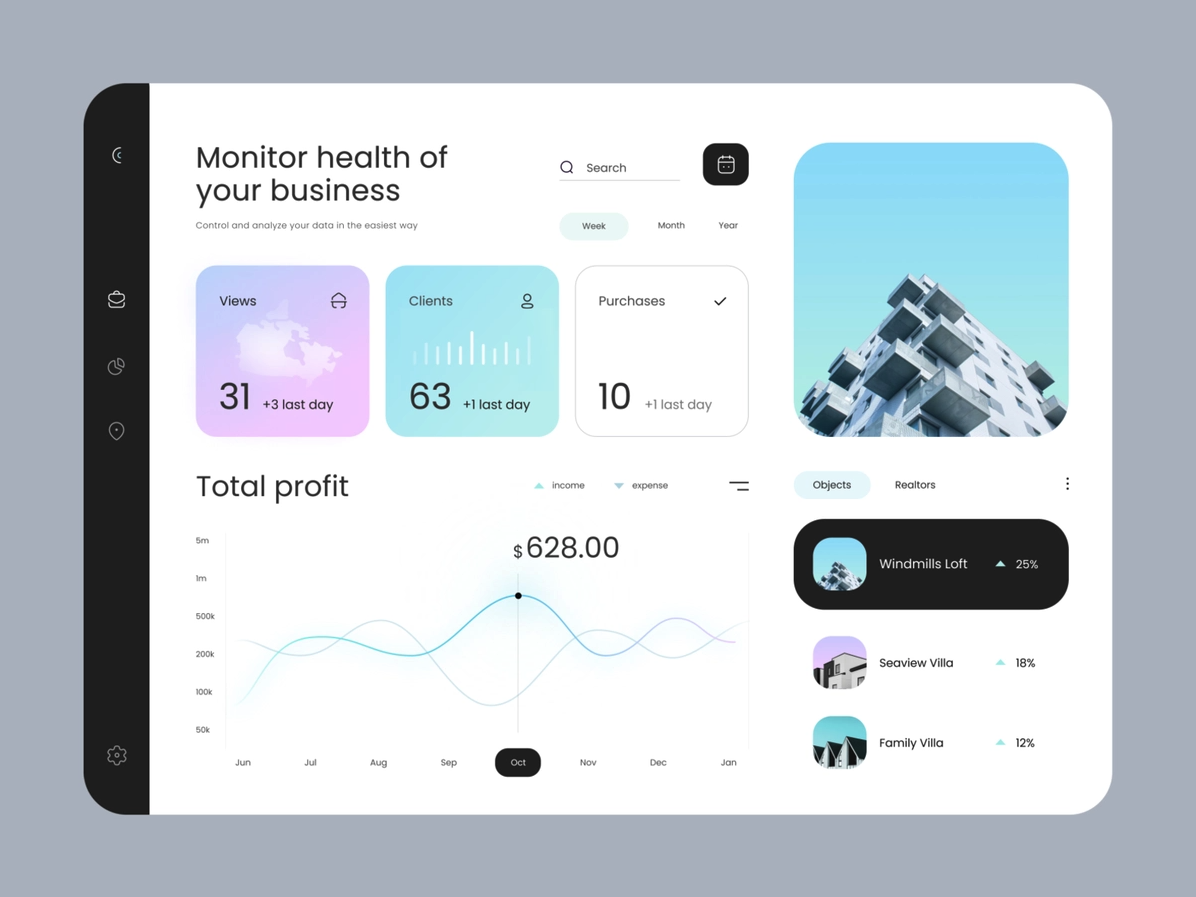 Monitor health of
your business
Control and analyze your data in the easiest way
Search
Week Month Year
Views
31 +3 last day
Clients
63 +1 last day
Purchases
10 +1 last day
Total profit
income expense
$628.00
5m
1m
500k
200k
100k
50k
Jun Jul Aug Sep Oct Nov Dec Jan
Objects Realtors
Windmills Loft 25%
Seaview Villa 18%
Family Villa 12%